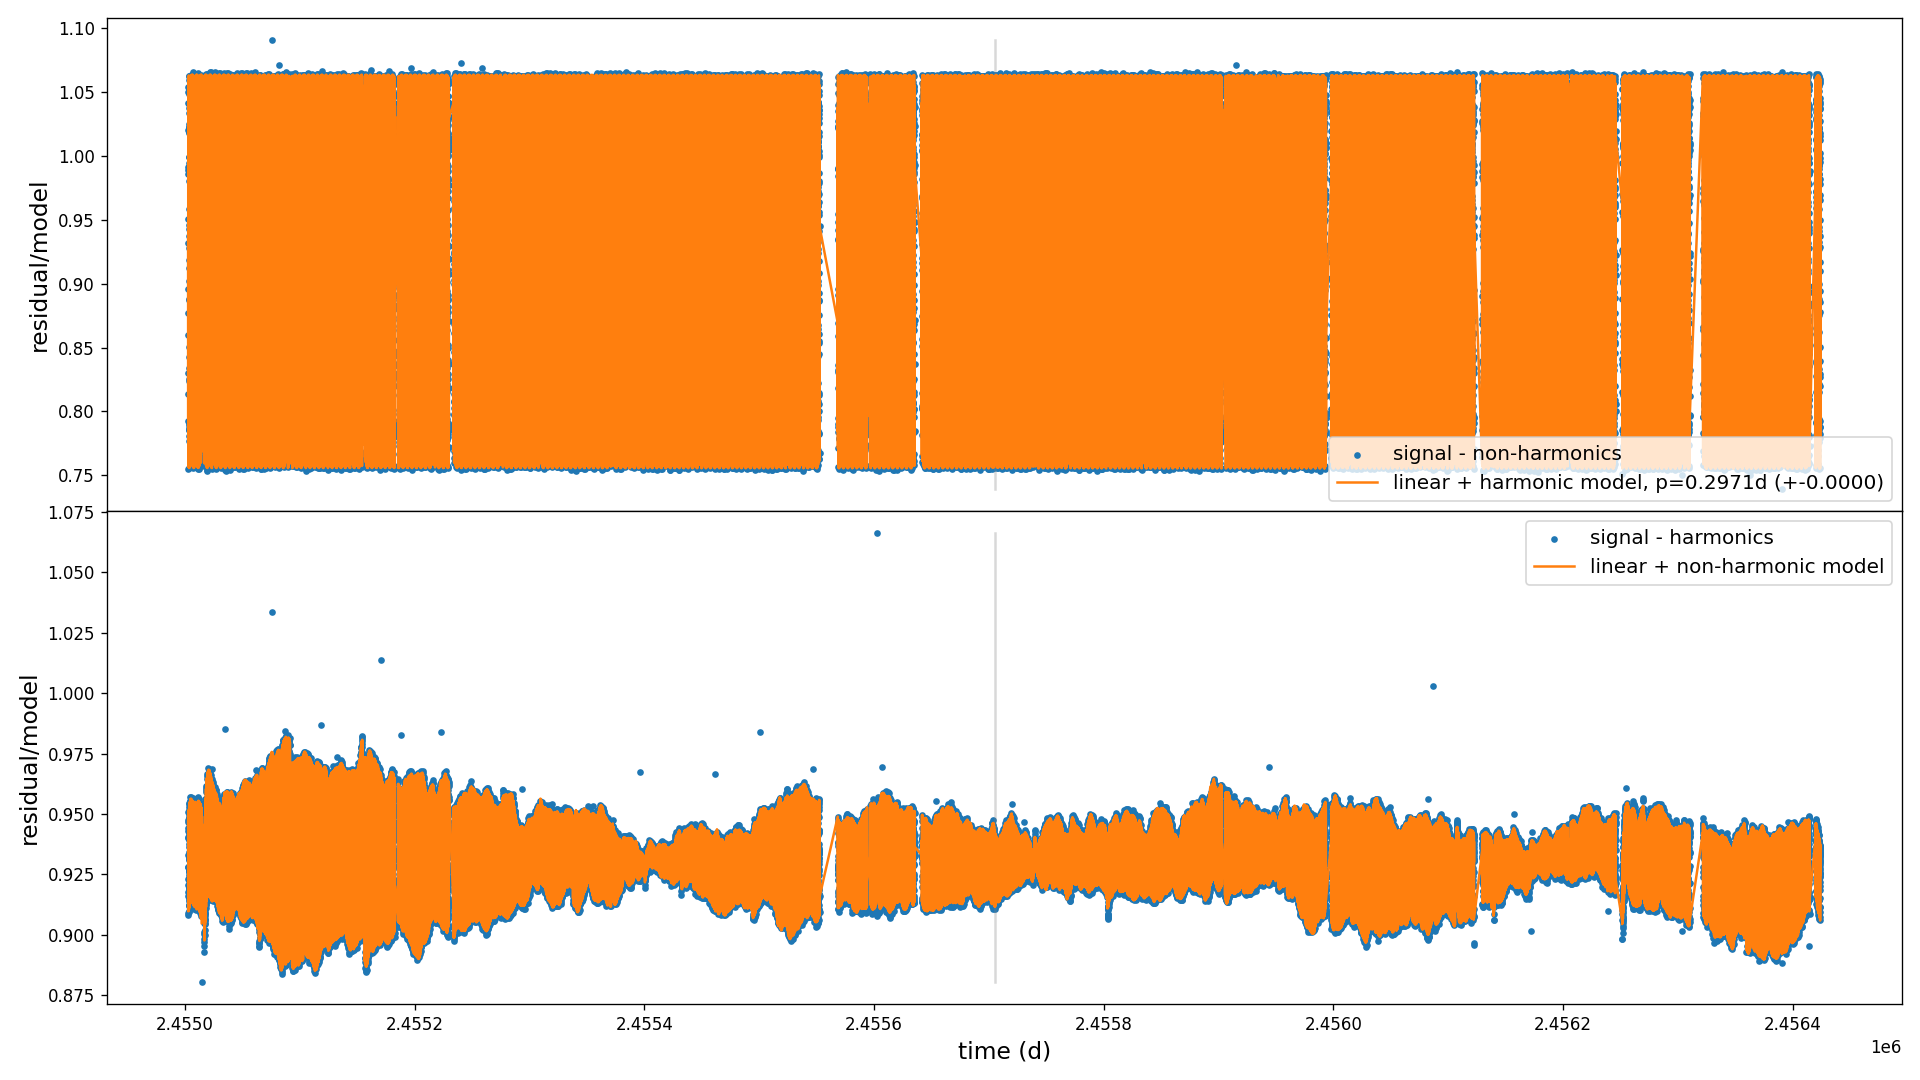 1.10
1.05
1.00
0.95
0.90
0.85
0.80
0.75
residual/model
signal - non-harmonics
linear + harmonic model, p=0.2971d (+-0.0000)
1.075
1.050
1.025
1.000
0.975
0.950
0.925
0.900
0.875
residual/model
signal - harmonics
linear + non-harmonic model
2.4550 2.4552 2.4554 2.4556 2.4558 2.4560 2.4562 2.4564
1e6
time (d)